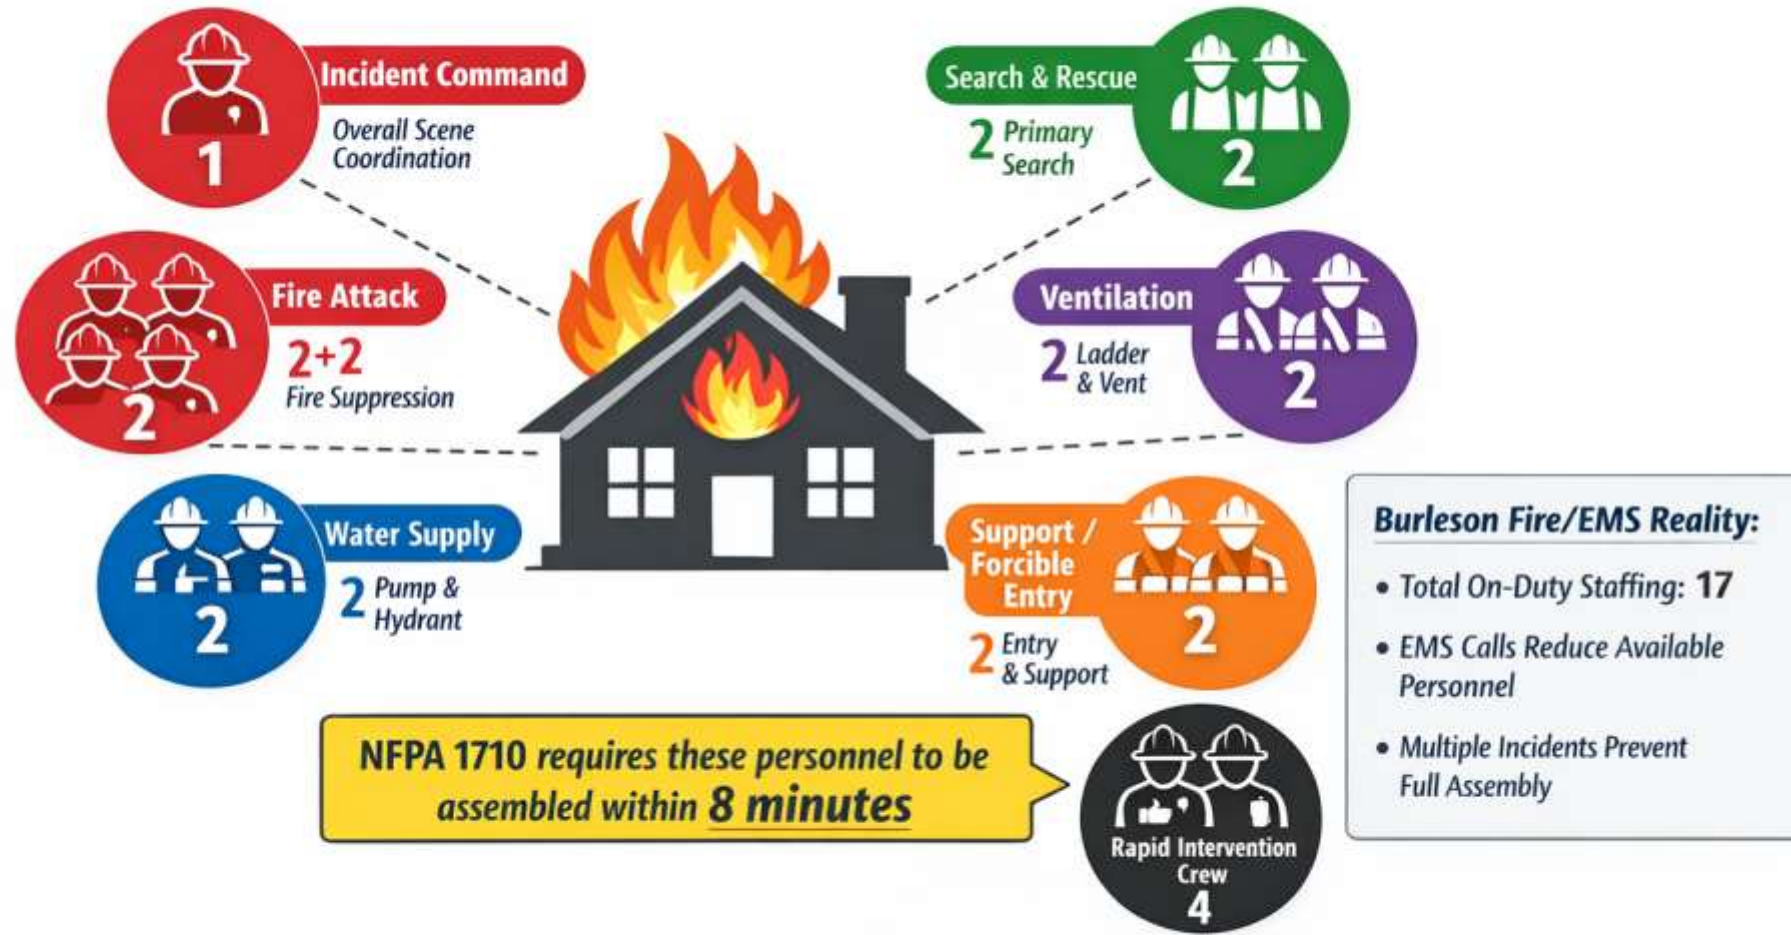 Incident Command
Overall Scene
Coordination
1
Fire Attack
2+2
Fire Suppression
2
Water Supply
2 Pump &
Hydrant
2
Search & Rescue
2 Primary
Search
2
Ventilation
2 Ladder
& Vent
2
Support /
Forcible
Entry
2 Entry
& Support
2
NFPA 1710 requires these personnel to be
assembled within 8 minutes
Rapid Intervention
Crew
4
Burleson Fire/EMS Reality:
• Total On-Duty Staffing: 17
• EMS Calls Reduce Available
Personnel
• Multiple Incidents Prevent
Full Assembly